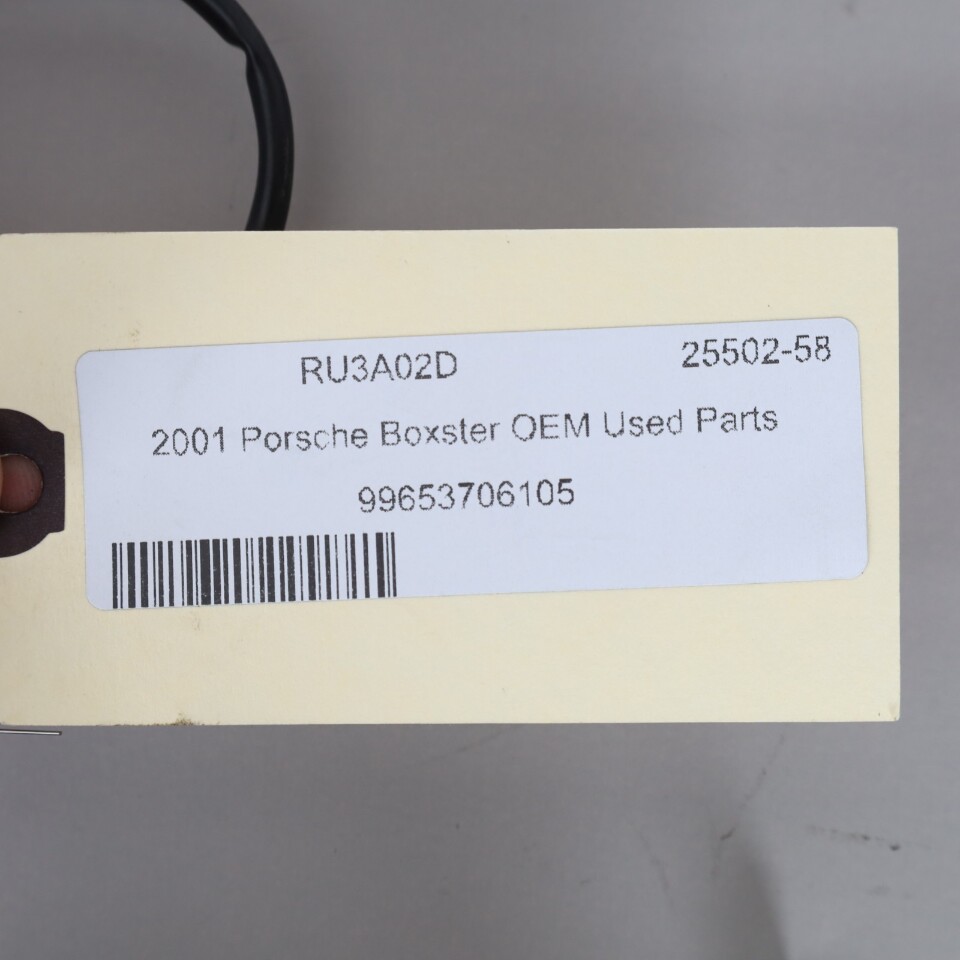 RU3A02D 25502-58
2001 Porsche Boxster OEM Used Parts
99653706105